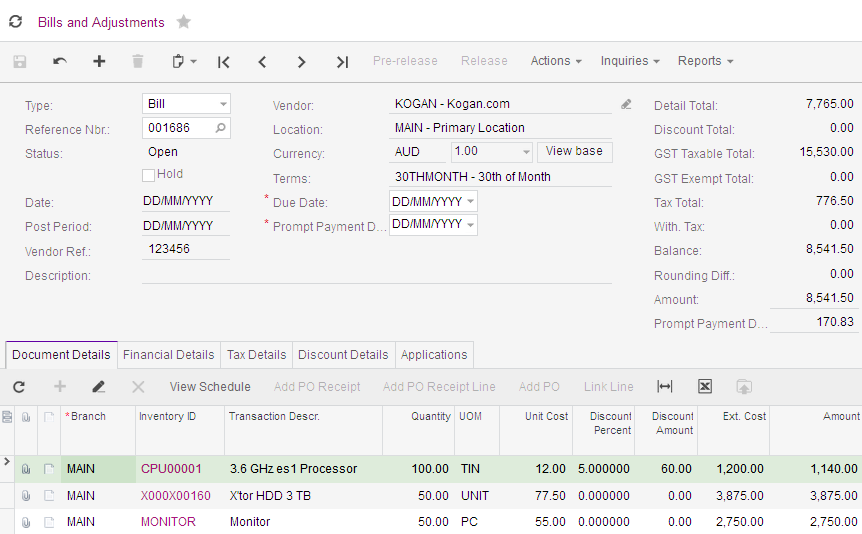 Bills and Adjustments
Pre-release Release Actions Inquiries Reports
Type: Bill Vendor: KOGAN - Kogan.com Detail Total: 7,765.00
Reference Nbr.: 001686 Location: MAIN - Primary Location Discount Total: 0.00
Status: Open Currency: AUD 1.00 View base GST Taxable Total: 15,530.00
Hold Terms: 30THMONTH - 30th of Month GST Exempt Total: 0.00
Date: DD/MM/YYYY * Due Date: DD/MM/YYYY Tax Total: 776.50
Post Period: DD/MM/YYYY * Prompt Payment D... DD/MM/YYYY With. Tax: 0.00
Vendor Ref.: 123456 Balance: 8,541.50
Description: Rounding Diff.: 0.00
Amount: 8,541.50
Prompt Payment D... 170.83
Document Details Financial Details Tax Details Discount Details Applications
View Schedule Add PO Receipt Add PO Receipt Line Add PO Link Line
*Branch Inventory ID Transaction Descr. Quantity UOM Unit Cost Discount Percent Discount Amount Ext. Cost Amount
MAIN CPU00001 3.6 GHz es1 Processor 100.00 TIN 12.00 5.000000 60.00 1,200.00 1,140.00
MAIN X000X00160 X'tor HDD 3 TB 50.00 UNIT 77.50 0.000000 0.00 3,875.00 3,875.00
MAIN MONITOR Monitor 50.00 PC 55.00 0.000000 0.00 2,750.00 2,750.00